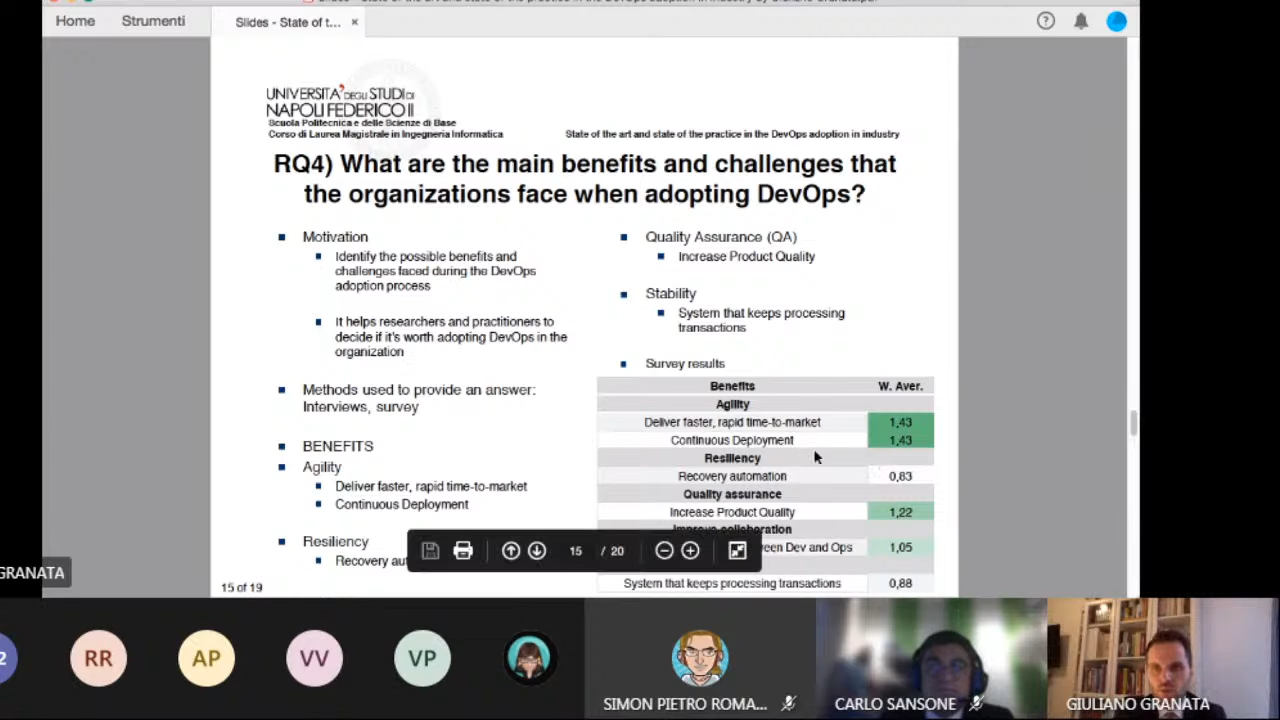 Home
Strumenti
Slides - State of t...
UNIVERSITA' DEGLI STUDI DI
NAPOLI FEDERICO II
Scuola Politecnica e delle Scienze di Base
Corso di Laurea Magistrale in Ingegneria Informatica
State of the art and state of the practice in the DevOps adoption in industry
RQ4) What are the main benefits and challenges that
the organizations face when adopting DevOps?
Motivation
Identify the possible benefits and
challenges faced during the DevOps
adoption process
It helps researchers and practitioners to
decide if it's worth adopting DevOps in the
organization
Methods used to provide an answer:
Interviews, survey
BENEFITS
Agility
Deliver faster, rapid time-to-market
Continuous Deployment
Resiliency
Recovery
15 of 19
Quality Assurance (QA)
Increase Product Quality
Stability
System that keeps processing
transactions
Survey results
Benefits W. Aver.
Agility
Deliver faster, rapid time-to-market 1,43
Continuous Deployment 1,43
Resiliency
Recovery automation 0,83
Quality assurance
Increase Product Quality 1,22
Improve collaboration
Dev and Ops 1,05
System that keeps processing transactions 0,88
15 / 20
GRANATA
2
RR
AP
VV
VP
SIMON PIETRO ROMA...
CARLO SANSONE
GIULIANO GRANATA